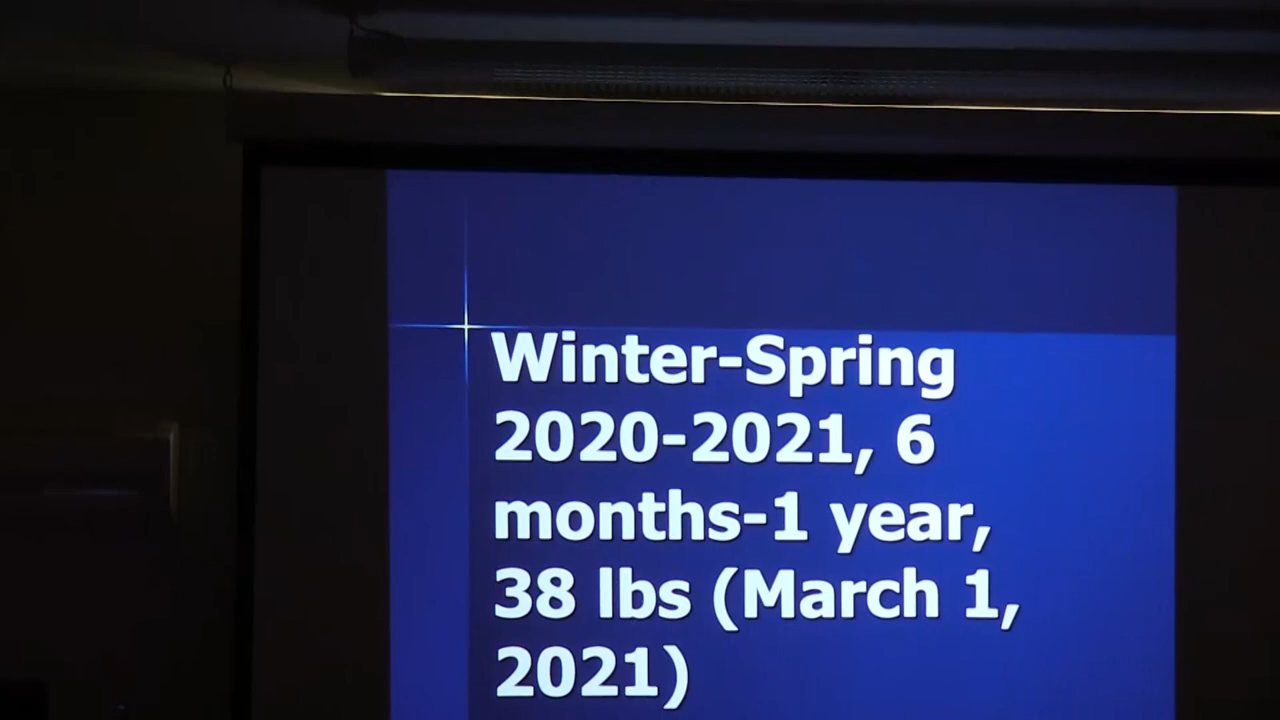 Winter-Spring
2020-2021, 6
months-1 year,
38 lbs (March 1,
2021)